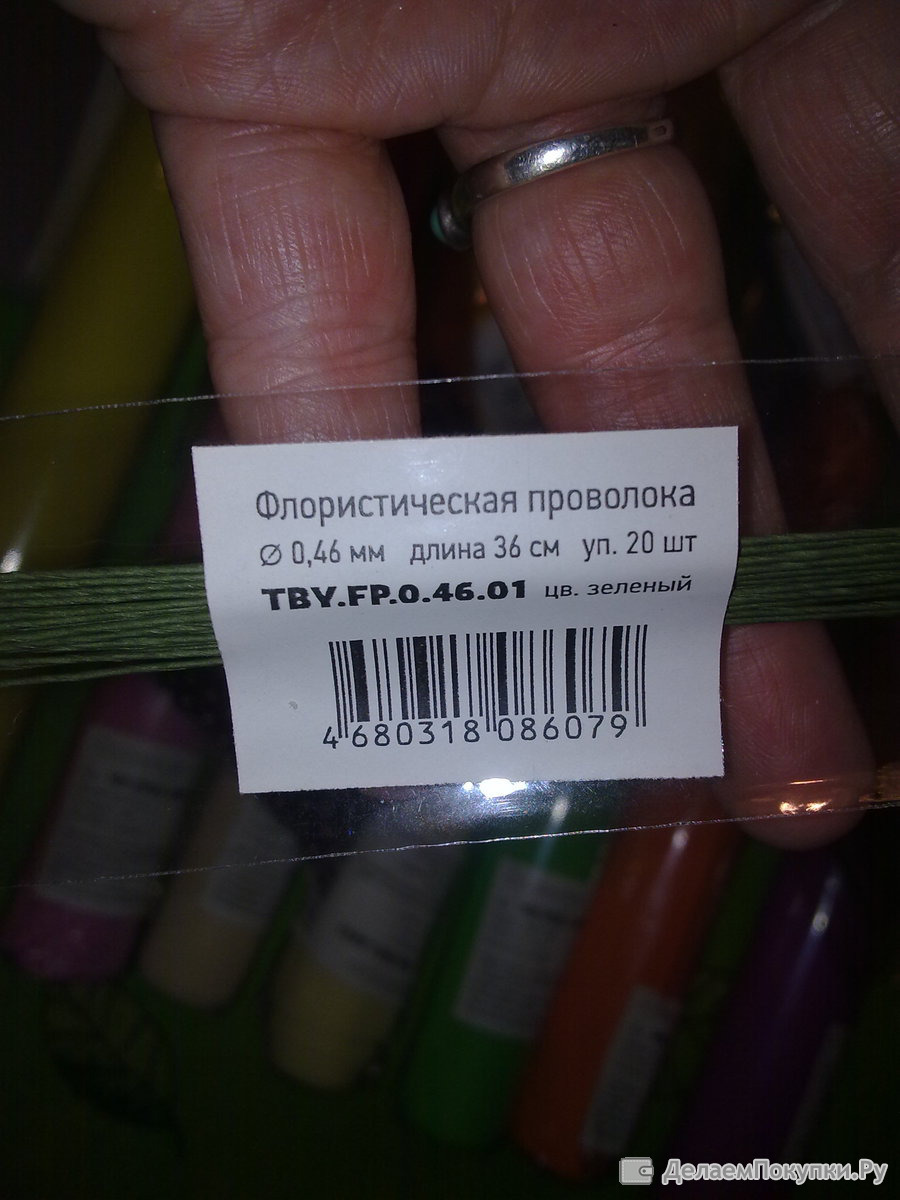 Флористическая проволока
⌀ 0,46 мм длина 36 см уп. 20 шт
TBY.FP.0.46.01 цв. зеленый
4 680318 086079
ДелаемПокупки.Ру